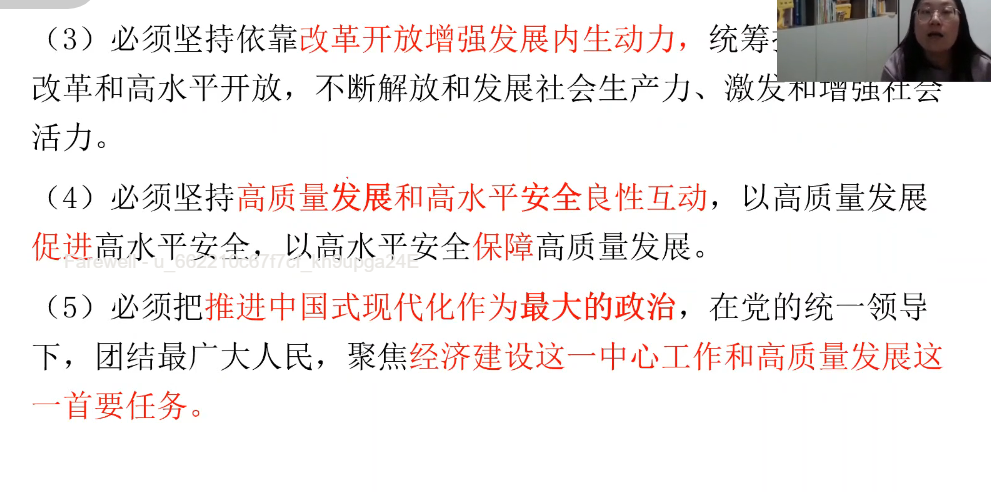 （3）必须坚持依靠改革开放增强发展内生动力，统筹
改革和高水平开放，不断解放和发展社会生产力、激发和增强社会
活力。
（4）必须坚持高质量发展和高水平安全良性互动，以高质量发展
促进高水平安全，以高水平安全保障高质量发展。
Farewell - u_662210c67f7cf_kh9upga24E
（5）必须把推进中国式现代化作为最大的政治，在党的统一领导
下，团结最广大人民，聚焦经济建设这一中心工作和高质量发展这
一首要任务。